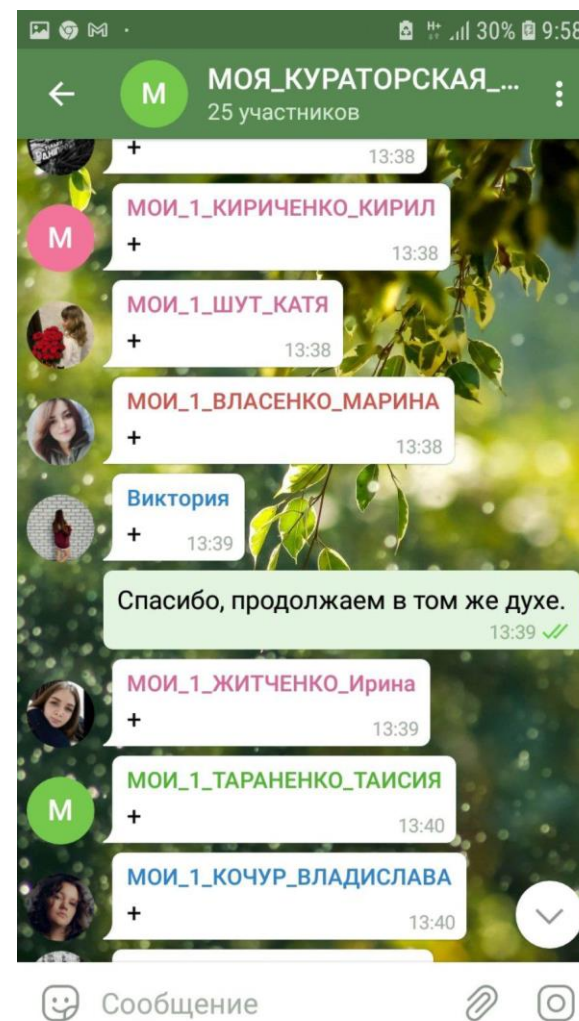 H+ 30% 9:58
М МОЯ_КУРАТОРСКАЯ_...
25 участников
+ 13:38
МОИ_1_КИРИЧЕНКО_КИРИЛ
М
+ 13:38
МОИ_1_ШУТ_КАТЯ
+ 13:38
МОИ_1_ВЛАСЕНКО_МАРИНА
+ 13:38
Виктория
+ 13:39
Спасибо, продолжаем в том же духе.
13:39
МОИ_1_ЖИТЧЕНКО_Ирина
+ 13:39
МОИ_1_ТАРАНЕНКО_ТАИСИЯ
М
+ 13:40
МОИ_1_КОЧУР_ВЛАДИСЛАВА
+ 13:40
Сообщение